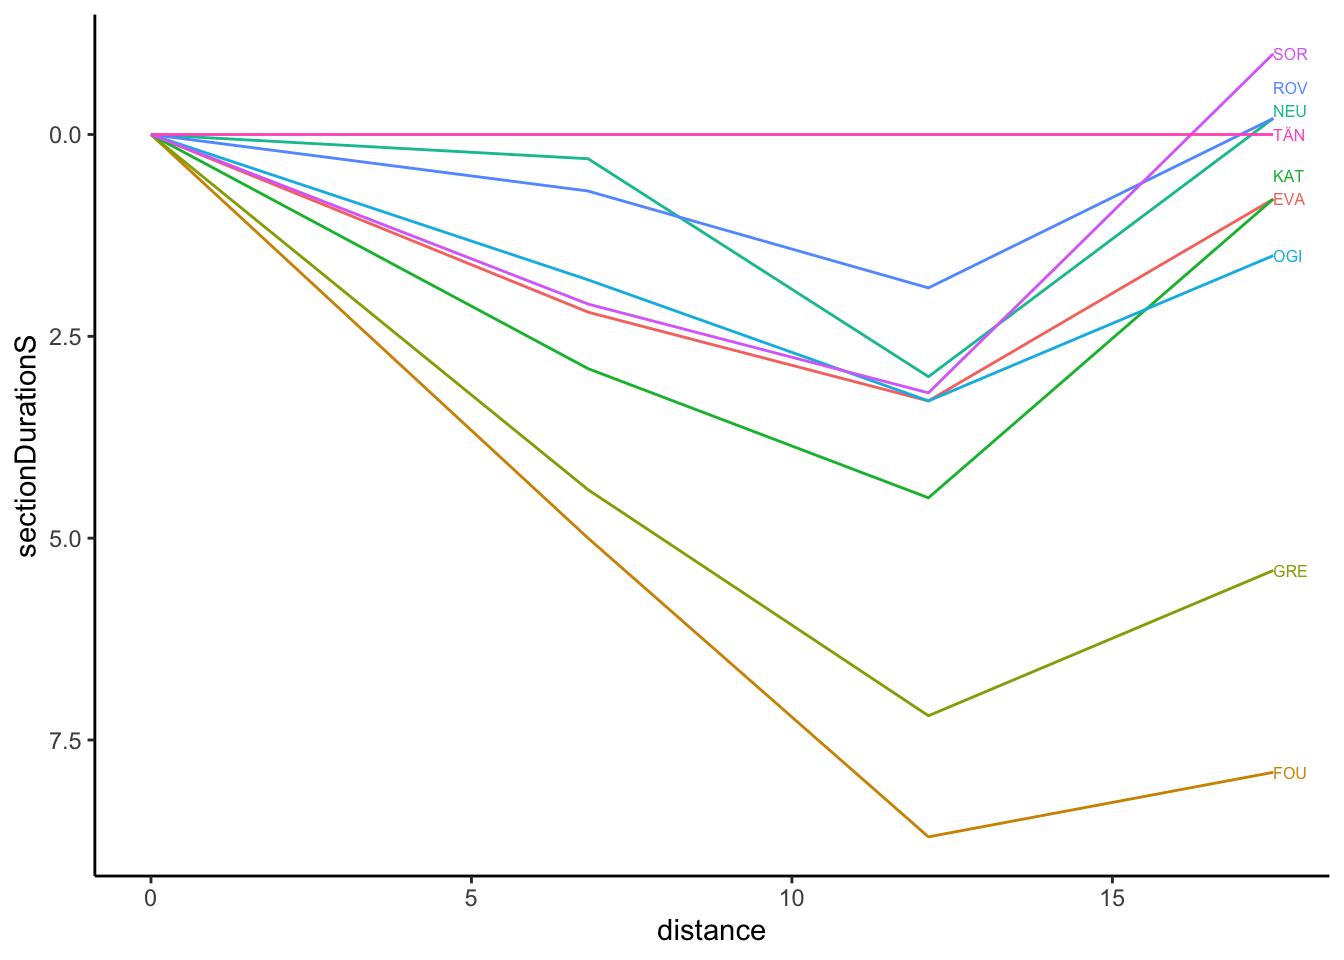 SOR
ROV
NEU
0.0
TÄN
KAT
EVA
OGI
2.5
sectionDurationS
5.0
GRE
7.5
FOU
0 5 10 15
distance